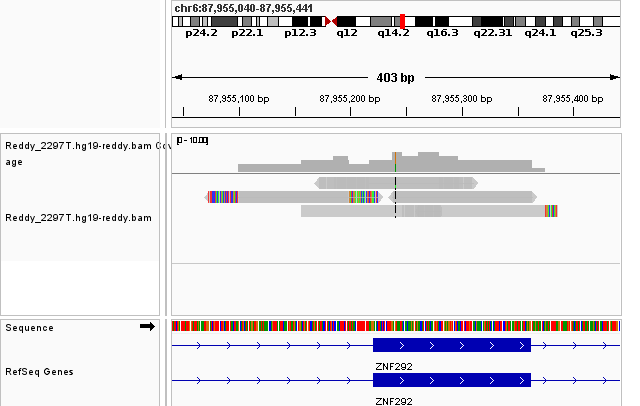 chr6:87,955,040-87,955,441
p24.2 p22.1 p12.3 q12 q14.2 q16.3 q22.31 q24.1 q25.3
403 bp
87,955,100 bp 87,955,200 bp 87,955,300 bp 87,955,400 bp
Reddy_2297T.hg19-reddy.bam Cov
age
[0 - 10.00]
Reddy_2297T.hg19-reddy.bam
Sequence
RefSeq Genes
ZNF292
ZNF292